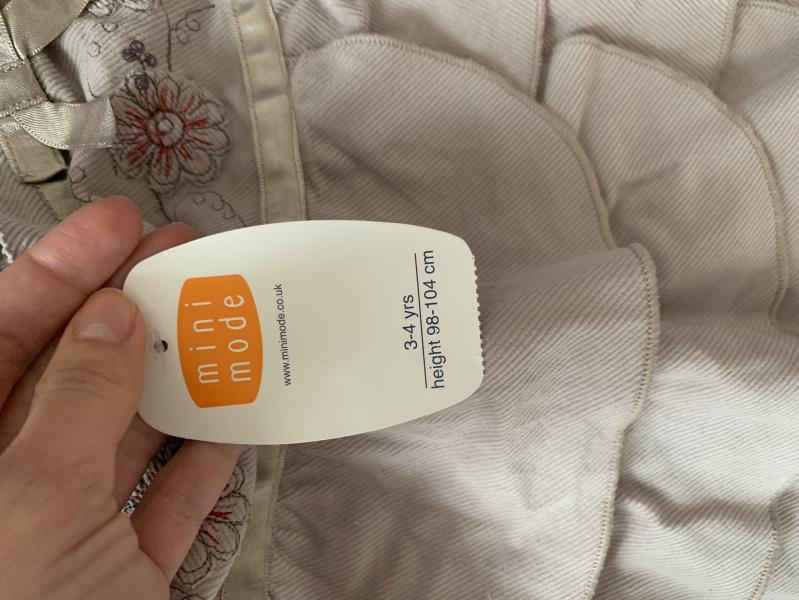 mini
mode
www.minimode.co.uk
3-4 yrs
height 98-104 cm